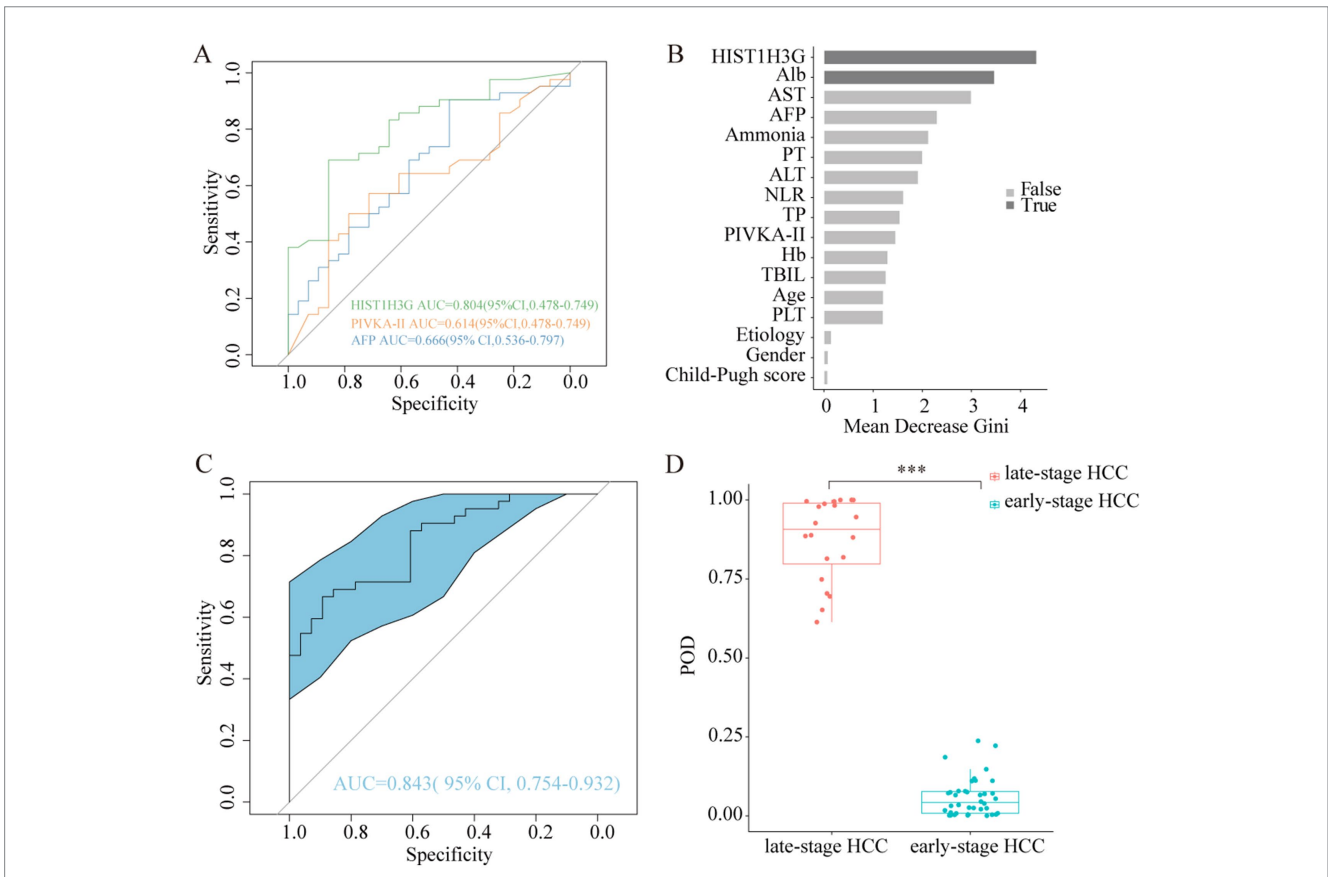 A
1.0
0.8
0.6
0.4
0.2
0.0
Sensitivity
HIST1H3G AUC=0.804(95%CI,0.478-0.749)
PIVKA-II AUC=0.614(95%CI,0.478-0.749)
AFP AUC=0.666(95% CI,0.536-0.797)
1.0 0.8 0.6 0.4 0.2 0.0
Specificity
B
HIST1H3G
Alb
AST
AFP
Ammonia
PT
ALT
NLR
TP
PIVKA-II
Hb
TBIL
Age
PLT
Etiology
Gender
Child-Pugh score
False
True
0 1 2 3 4
Mean Decrease Gini
C
1.0
0.8
0.6
0.4
0.2
0.0
Sensitivity
AUC=0.843( 95% CI, 0.754-0.932)
1.0 0.8 0.6 0.4 0.2 0.0
Specificity
D
***
late-stage HCC
early-stage HCC
1.00
0.75
0.50
0.25
0.00
POD
late-stage HCC early-stage HCC